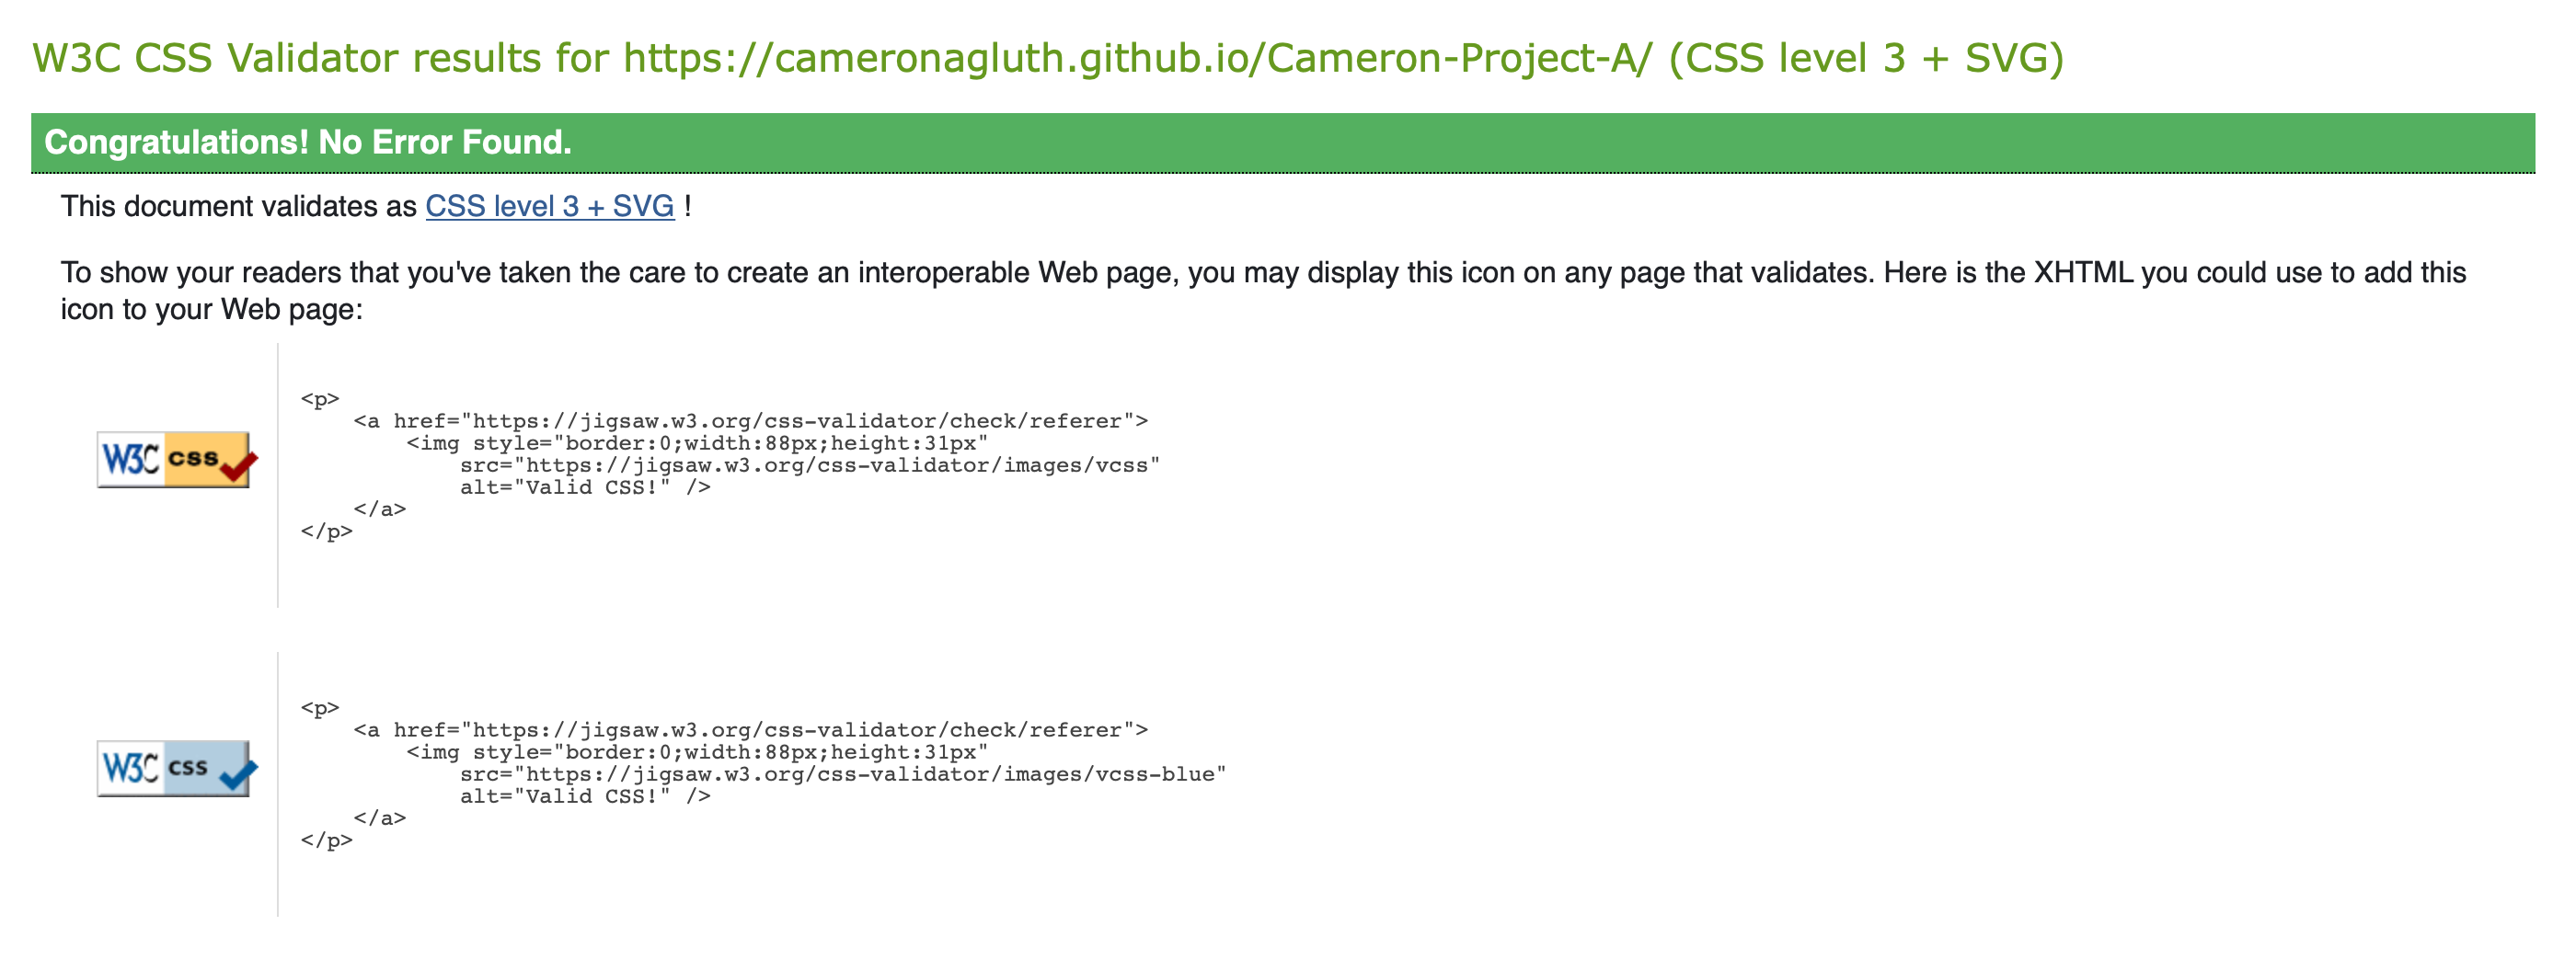 W3C CSS Validator results for https://cameronagluth.github.io/Cameron-Project-A/ (CSS level 3 + SVG)
Congratulations! No Error Found.
This document validates as CSS level 3 + SVG !
To show your readers that you've taken the care to create an interoperable Web page, you may display this icon on any page that validates. Here is the XHTML you could use to add this
icon to your Web page:
W3C css
<p>
    <a href="https://jigsaw.w3.org/css-validator/check/referer">
        <img style="border:0;width:88px;height:31px"
            src="https://jigsaw.w3.org/css-validator/images/vcss"
            alt="Valid CSS!" />
    </a>
</p>
W3C css
<p>
    <a href="https://jigsaw.w3.org/css-validator/check/referer">
        <img style="border:0;width:88px;height:31px"
            src="https://jigsaw.w3.org/css-validator/images/vcss-blue"
            alt="Valid CSS!" />
    </a>
</p>